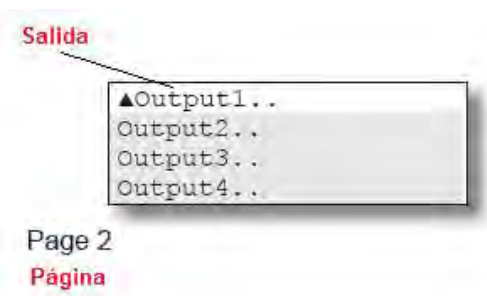 Salida
▲Output1..
Output2..
Output3..
Output4..
Page 2
Página